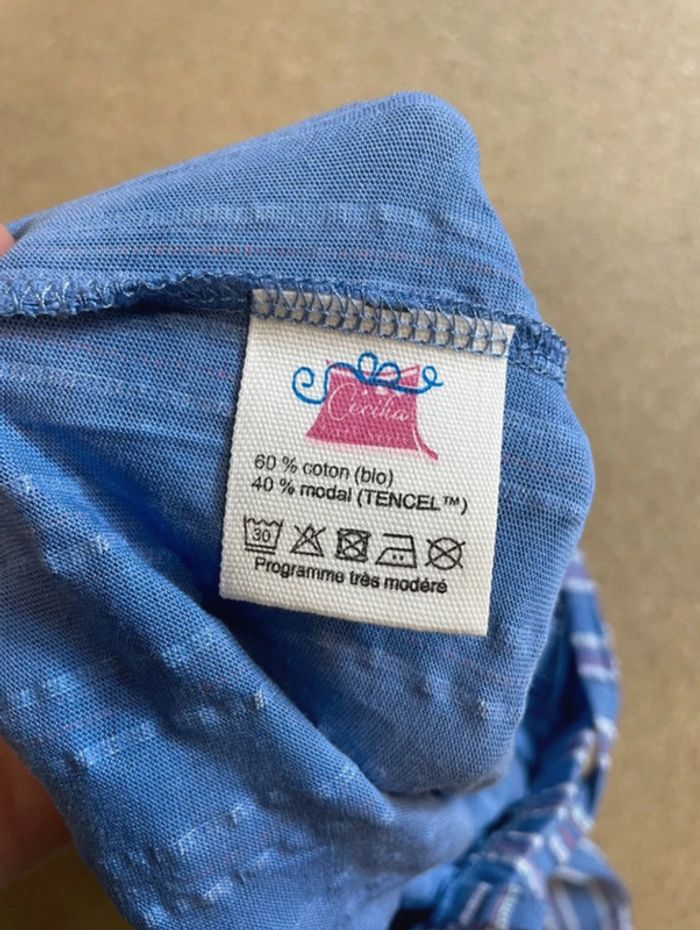 Cécilia
60 % coton (bio)
40 % modal (TENCEL™)
30
Programme très modéré